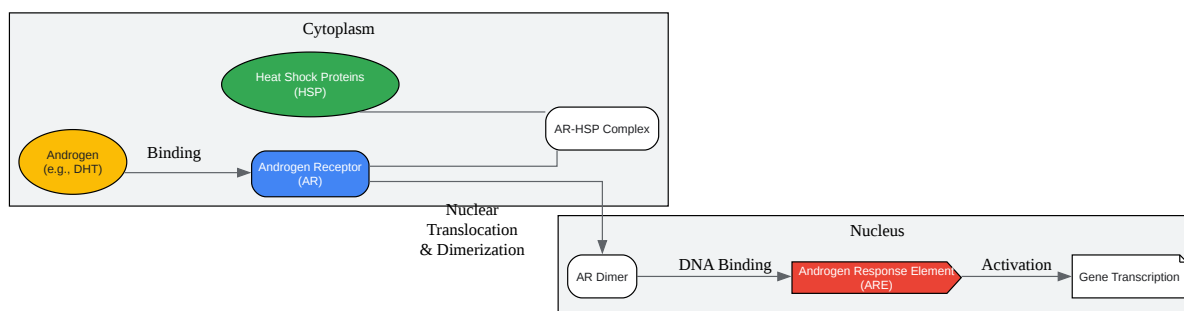 Cytoplasm
Heat Shock Proteins
(HSP)
AR-HSP Complex
Androgen
(e.g., DHT)
Binding
Androgen Receptor
(AR)
Nuclear
Translocation
& Dimerization
Nucleus
AR Dimer
DNA Binding
Androgen Response Element
(ARE)
Activation
Gene Transcription